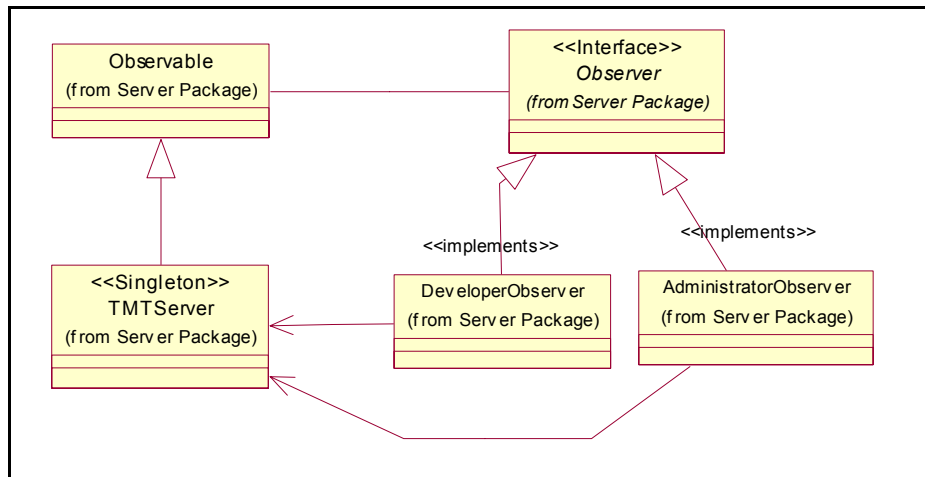 Observable
(from Server Package)
<<Interface>>
Observer
(from Server Package)
<<implements>>
<<implements>>
<<Singleton>>
TMTServer
(from Server Package)
DeveloperObserver
(from Server Package)
AdministratorObserver
(from Server Package)